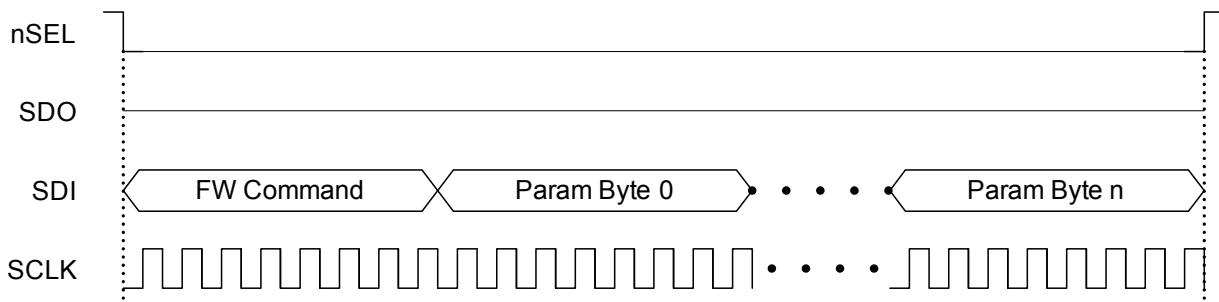 nSEL
SDO
SDI FW Command Param Byte 0 Param Byte n
SCLK